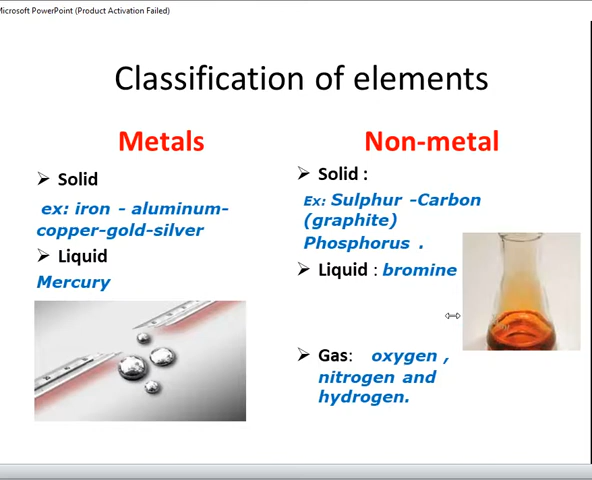 Microsoft PowerPoint (Product Activation Failed)
Classification of elements
Metals
➢ Solid
ex: iron - aluminum-
copper-gold-silver
➢ Liquid
Mercury
Non-metal
➢ Solid :
Ex: Sulphur -Carbon
(graphite)
Phosphorus .
➢ Liquid : bromine
➢ Gas: oxygen ,
nitrogen and
hydrogen.